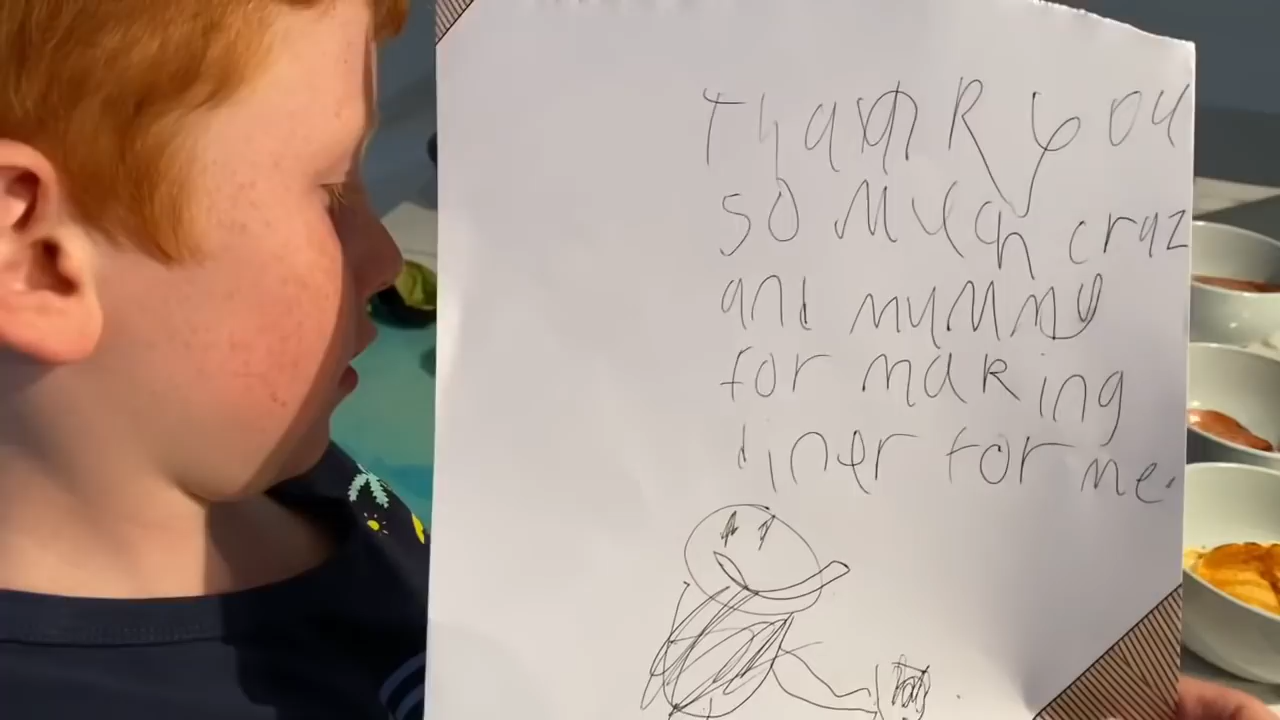 Thank you
so much craz
and mummy
for making
diner for me.